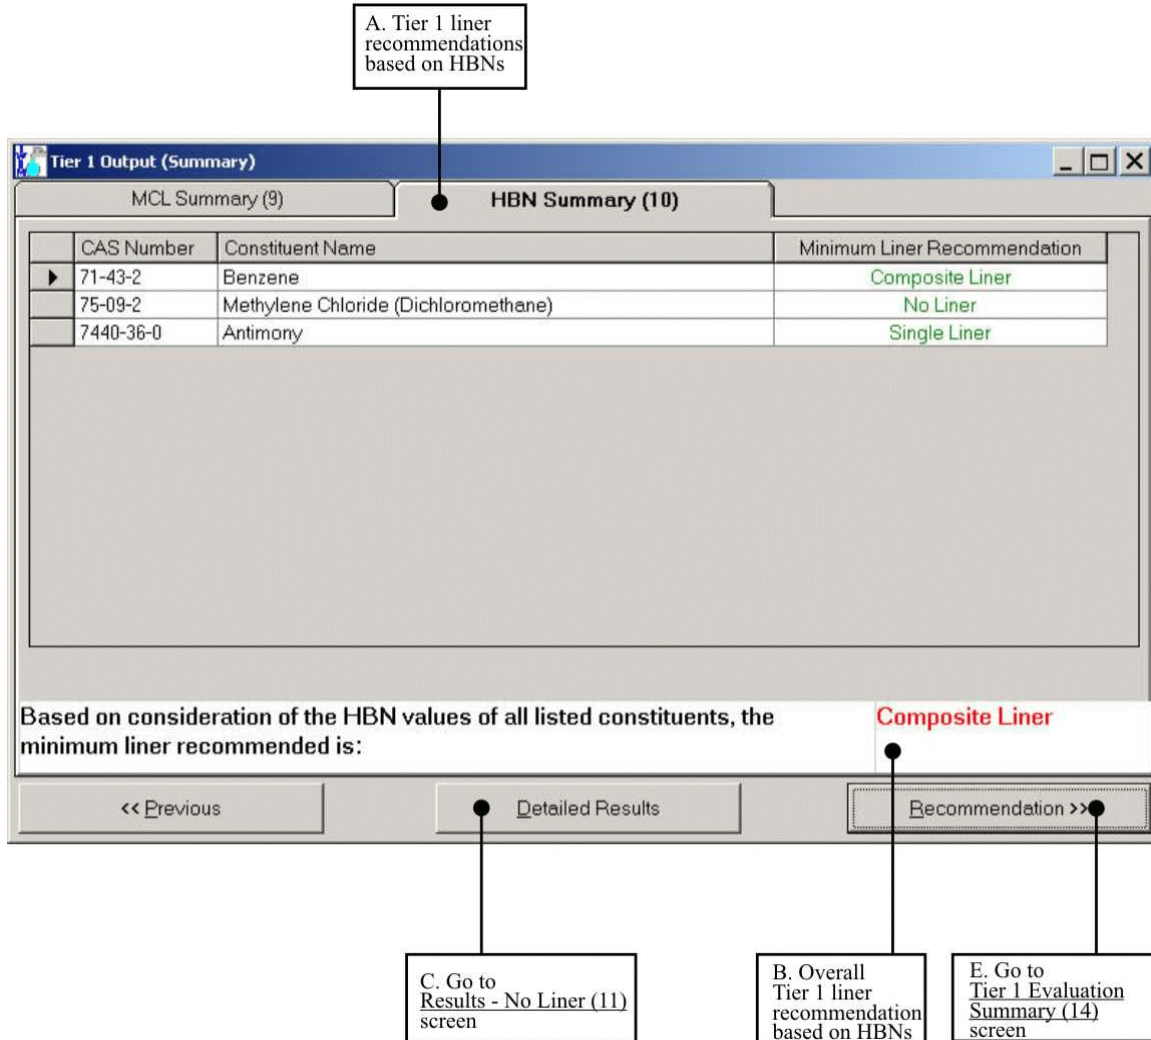 A. Tier 1 liner
recommendations
based on HBNs
Tier 1 Output (Summary)
MCL Summary (9)
HBN Summary (10)
CAS Number Constituent Name Minimum Liner Recommendation
71-43-2 Benzene Composite Liner
75-09-2 Methylene Chloride (Dichloromethane) No Liner
7440-36-0 Antimony Single Liner
Based on consideration of the HBN values of all listed constituents, the
minimum liner recommended is:
Composite Liner
<< Previous
Detailed Results
Recommendation >>
C. Go to
Results - No Liner (11)
screen
B. Overall
Tier 1 liner
recommendation
based on HBNs
E. Go to
Tier 1 Evaluation
Summary (14)
screen